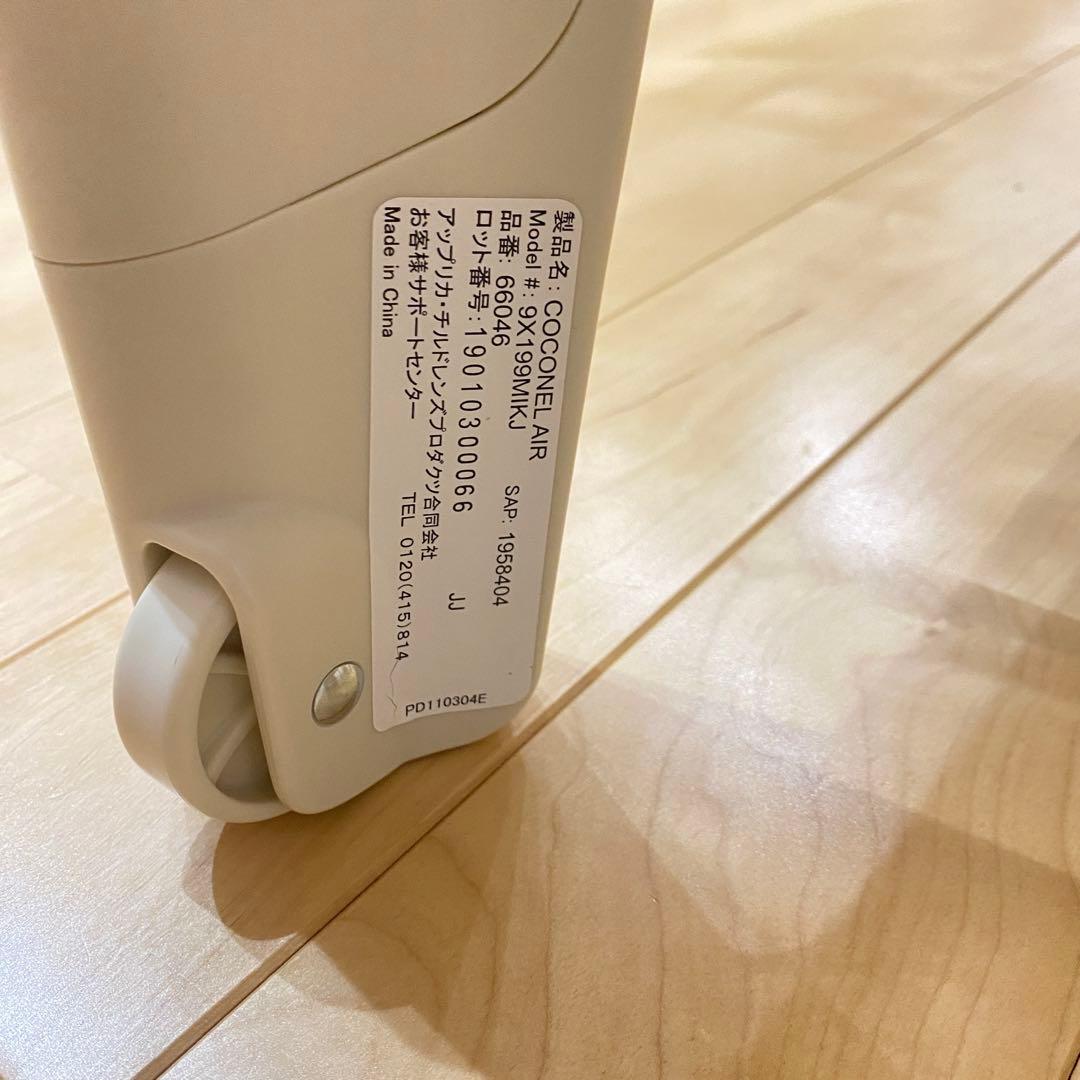 製品名: COCONEL AIR
Model #: 9X199MIKJ
品番: 66046 SAP: 1958404
ロット番号:19010300066 JJ
アップリカ・チルドレンズプロダクツ合同会社
お客様サポートセンター TEL 0120(415)814
Made in China
PD110304E